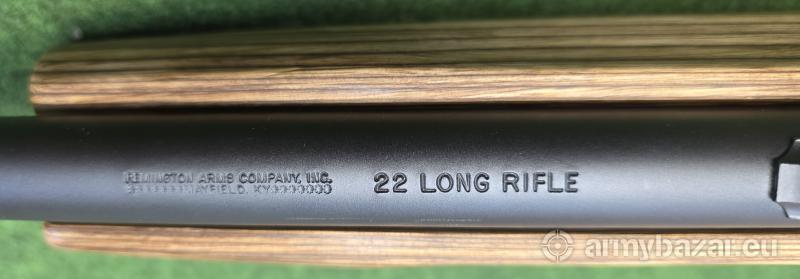 REMINGTON ARMS COMPANY, INC.
MAYFIELD, KY
22 LONG RIFLE
armybazar.eu